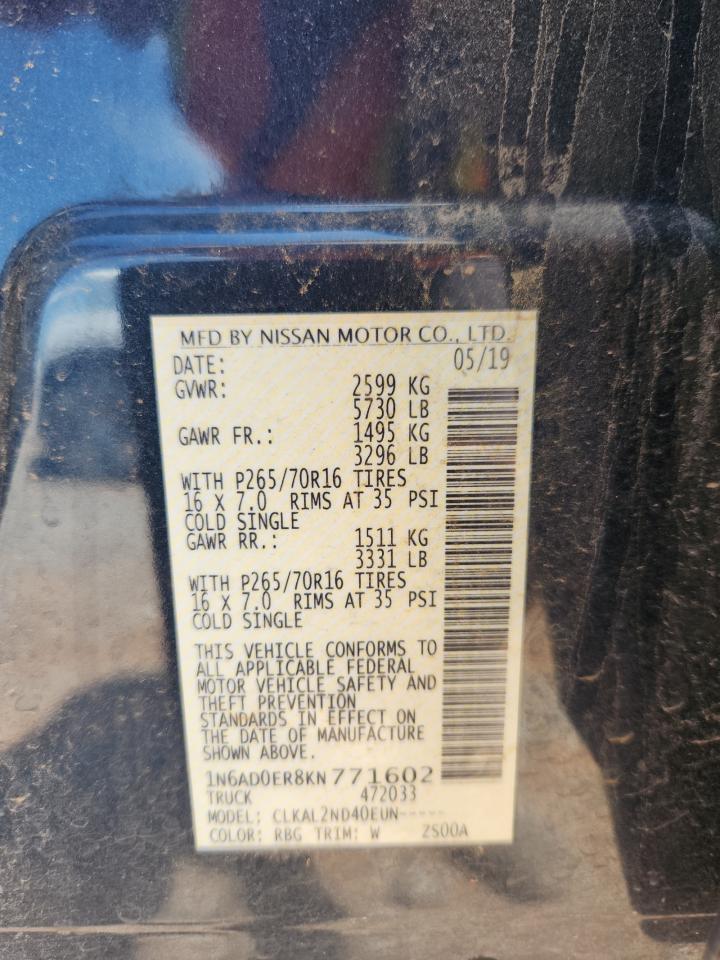 MFD BY NISSAN MOTOR CO., LTD.
DATE: 05/19
GVWR: 2599 KG
5730 LB
GAWR FR.: 1495 KG
3296 LB
WITH P265/70R16 TIRES
16 X 7.0 RIMS AT 35 PSI
COLD SINGLE
GAWR RR.: 1511 KG
3331 LB
WITH P265/70R16 TIRES
16 X 7.0 RIMS AT 35 PSI
COLD SINGLE
THIS VEHICLE CONFORMS TO
ALL APPLICABLE FEDERAL
MOTOR VEHICLE SAFETY AND
THEFT PREVENTION
STANDARDS IN EFFECT ON
THE DATE OF MANUFACTURE
SHOWN ABOVE.
1N6AD0ER8KN771602
TRUCK 472033
MODEL: CLKAL2ND40EUN-----
COLOR: RBG TRIM: W ZS00A